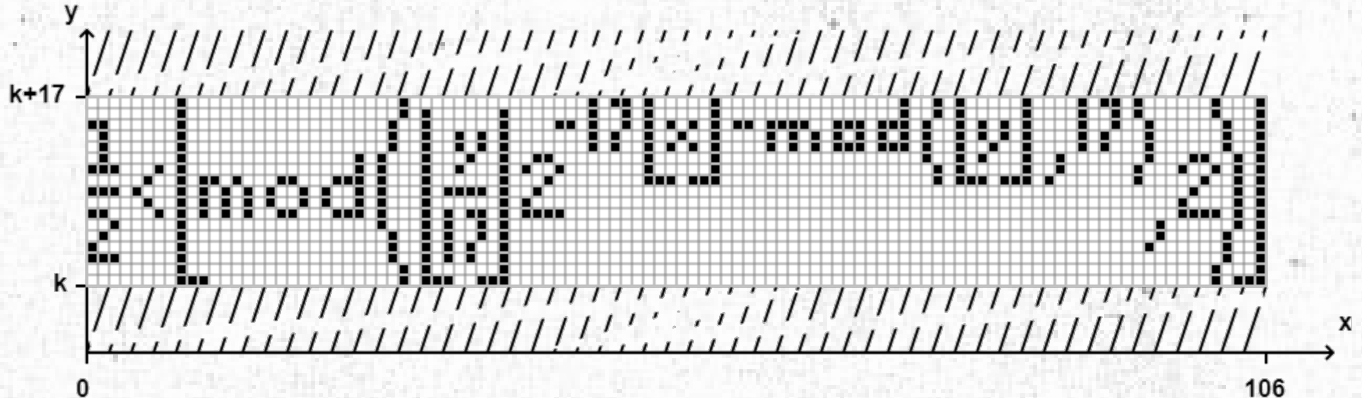 y
k+17
1/2 < ⌊mod(⌊y/17⌋2^(-17⌊x⌋-mod(⌊y⌋,17)),2)⌋
k
x
0 106